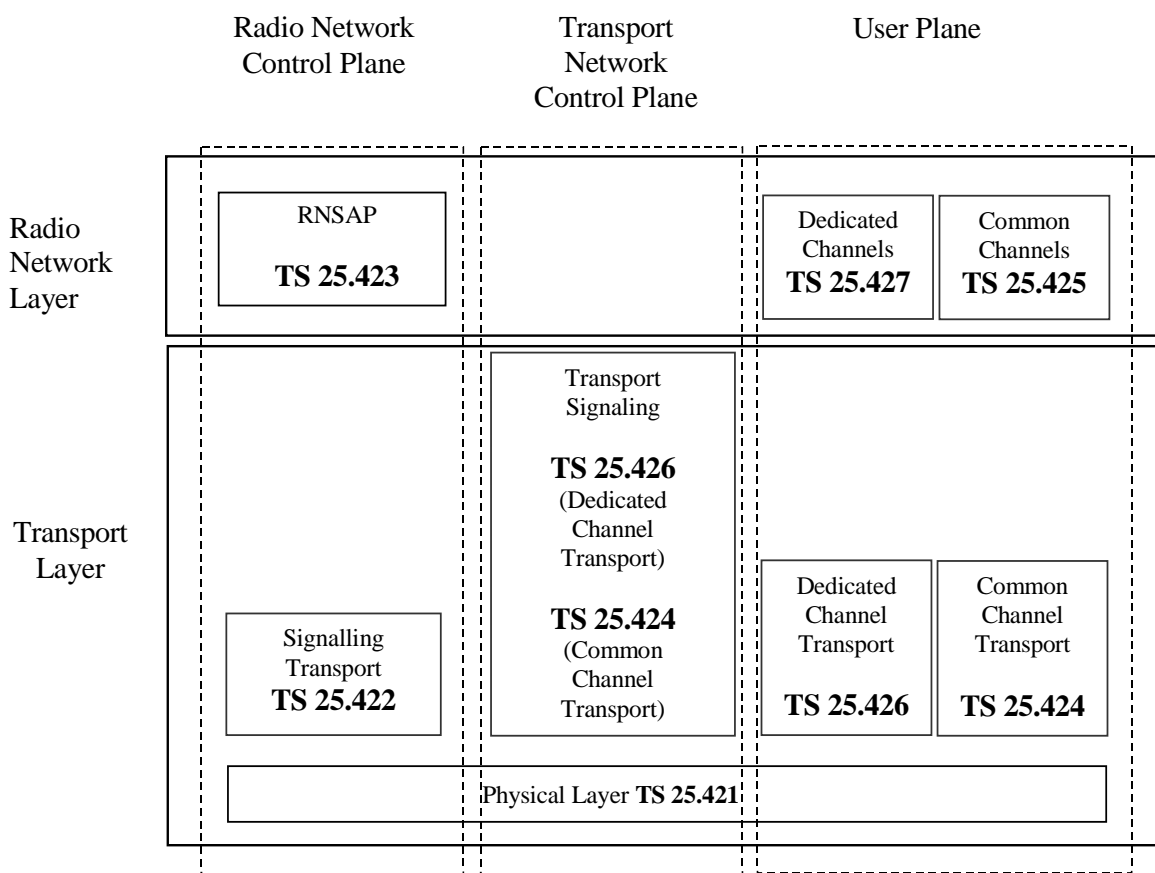 Radio Network
Control Plane
Transport
Network
Control Plane
User Plane
Radio
Network
Layer
RNSAP
TS 25.423
Dedicated
Channels
TS 25.427
Common
Channels
TS 25.425
Transport
Layer
Transport
Signaling
TS 25.426
(Dedicated
Channel
Transport)
TS 25.424
(Common
Channel
Transport)
Signalling
Transport
TS 25.422
Dedicated
Channel
Transport
TS 25.426
Common
Channel
Transport
TS 25.424
Physical Layer TS 25.421